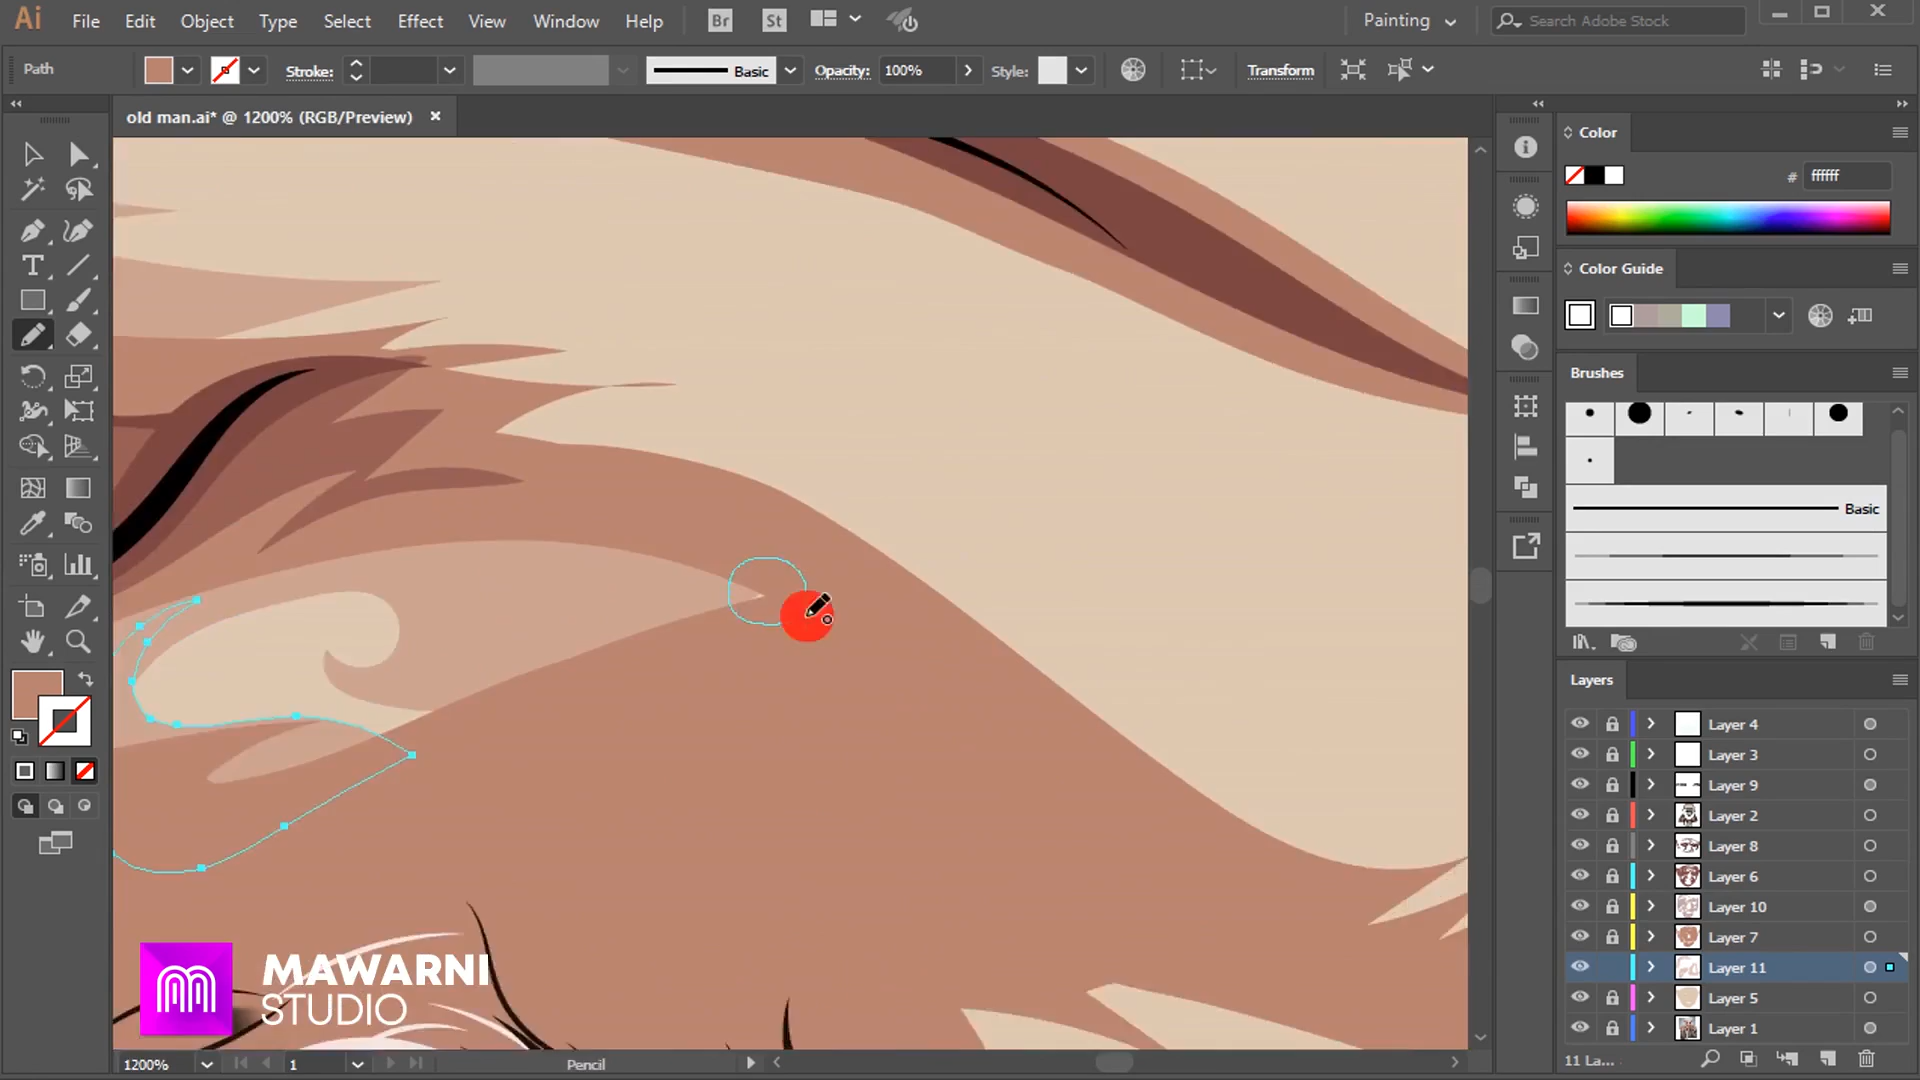 Ai File Edit Object Type Select Effect View Window Help Br St Painting Search Adobe Stock
Path Stroke: Basic Opacity: 100% Style: Transform
old man.ai* @ 1200% (RGB/Preview)
Color
# ffffff
Color Guide
Brushes
Basic
Layers
Layer 4
Layer 3
Layer 9
Layer 2
Layer 8
Layer 6
Layer 10
Layer 7
Layer 11
Layer 5
Layer 1
MAWARNI
STUDIO
1200% 1 Pencil 11 La...